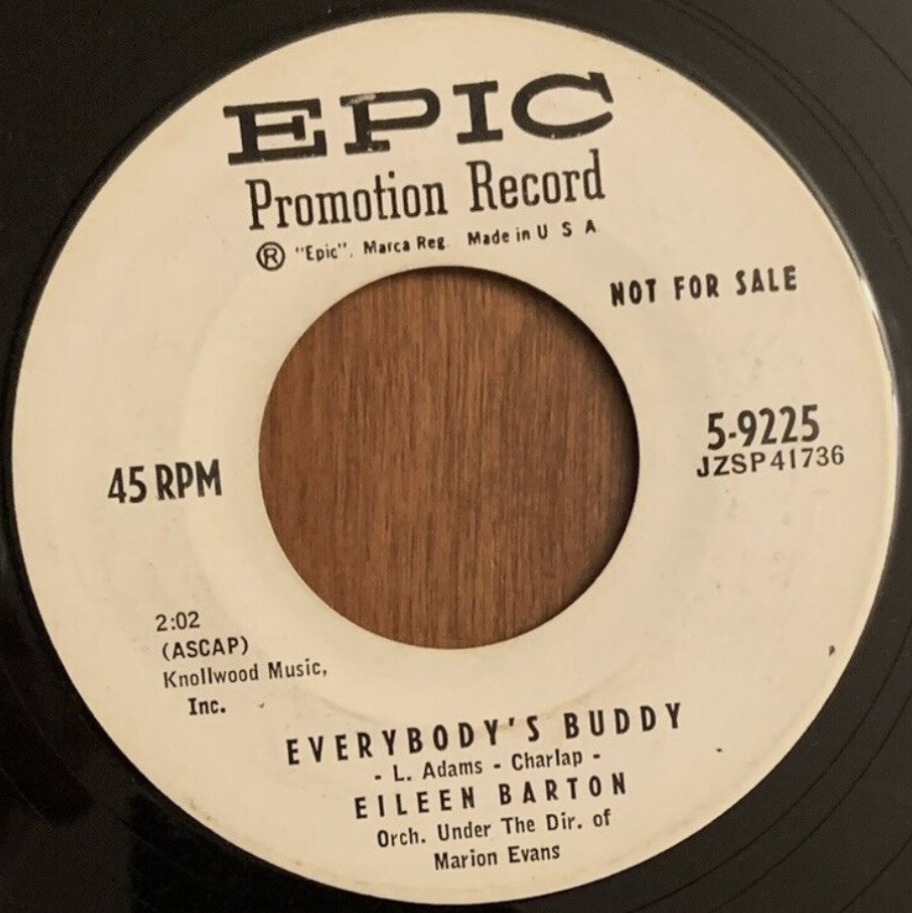 EPIC
Promotion Record
® "Epic", Marca Reg. Made in U S A
NOT FOR SALE
5-9225
JZSP41736
45 RPM
2:02
(ASCAP)
Knollwood Music,
Inc.
EVERYBODY'S BUDDY
- L. Adams - Charlap -
EILEEN BARTON
Orch. Under The Dir. of
Marion Evans